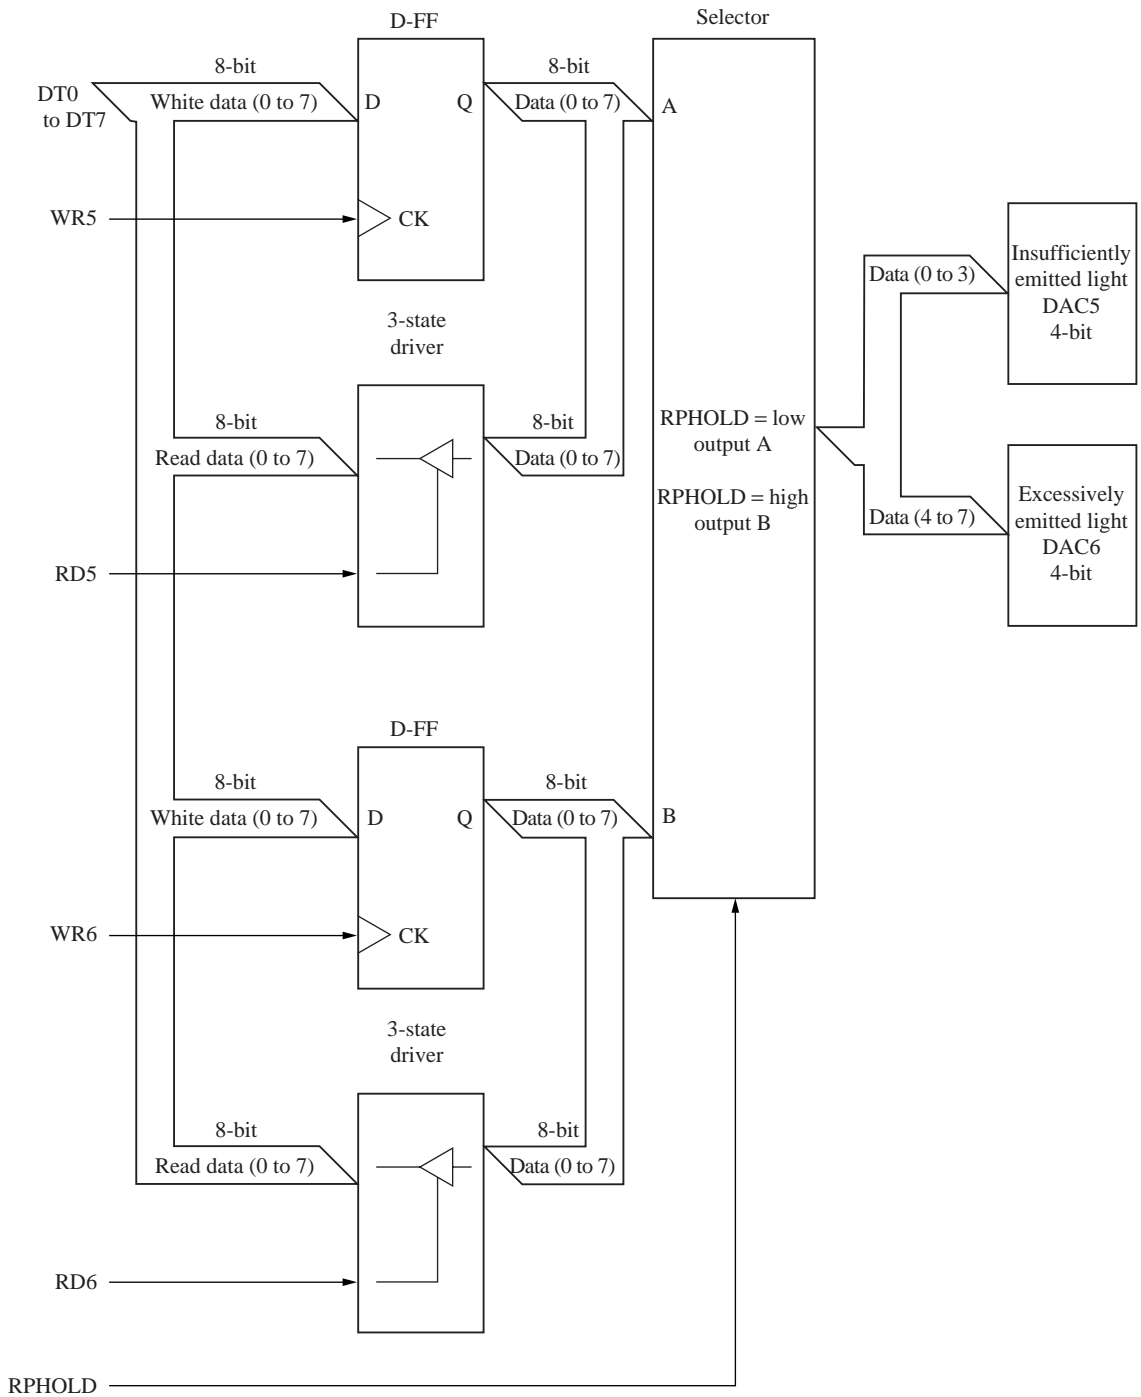 D-FF
Selector
8-bit
8-bit
DT0
to DT7
White data (0 to 7)
D
Q
Data (0 to 7)
A
WR5
CK
Insufficiently
emitted light
DAC5
4-bit
Data (0 to 3)
3-state
driver
8-bit
8-bit
RPHOLD = low
output A
Read data (0 to 7)
Data (0 to 7)
RPHOLD = high
output B
Data (4 to 7)
Excessively
emitted light
DAC6
4-bit
RD5
D-FF
8-bit
8-bit
White data (0 to 7)
D
Q
Data (0 to 7)
B
WR6
CK
3-state
driver
8-bit
8-bit
Read data (0 to 7)
Data (0 to 7)
RD6
RPHOLD